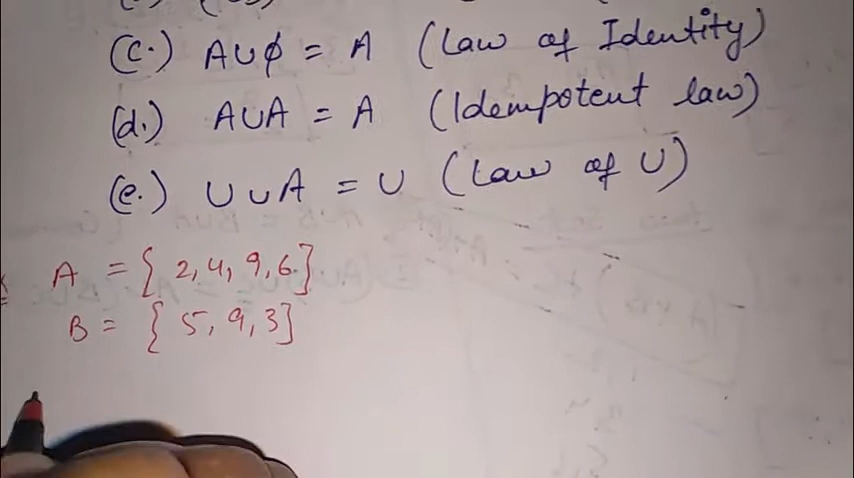 (c.) A∪φ = A (Law of Identity)
(d.) A∪A = A (Idempotent law)
(e.) U∪A = U (Law of U)
A = {2,4,9,6}
B = {5,9,3}